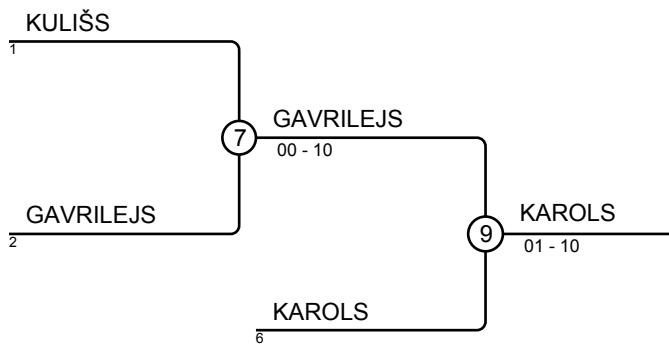 KULIŠS
1
7
GAVRILEJS
00 - 10
GAVRILEJS
2
9
KAROLS
01 - 10
KAROLS
6